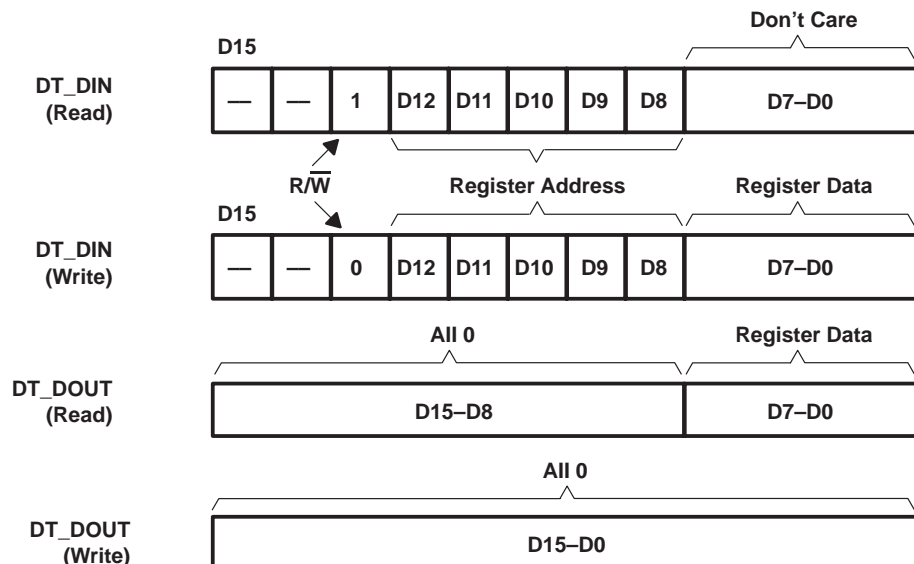 Don't Care
D15
DT_DIN
(Read)
— — 1 D12 D11 D10 D9 D8 D7–D0
R/W̅
Register Address Register Data
D15
DT_DIN
(Write)
— — 0 D12 D11 D10 D9 D8 D7–D0
All 0 Register Data
DT_DOUT
(Read)
D15–D8 D7–D0
All 0
DT_DOUT
(Write)
D15–D0